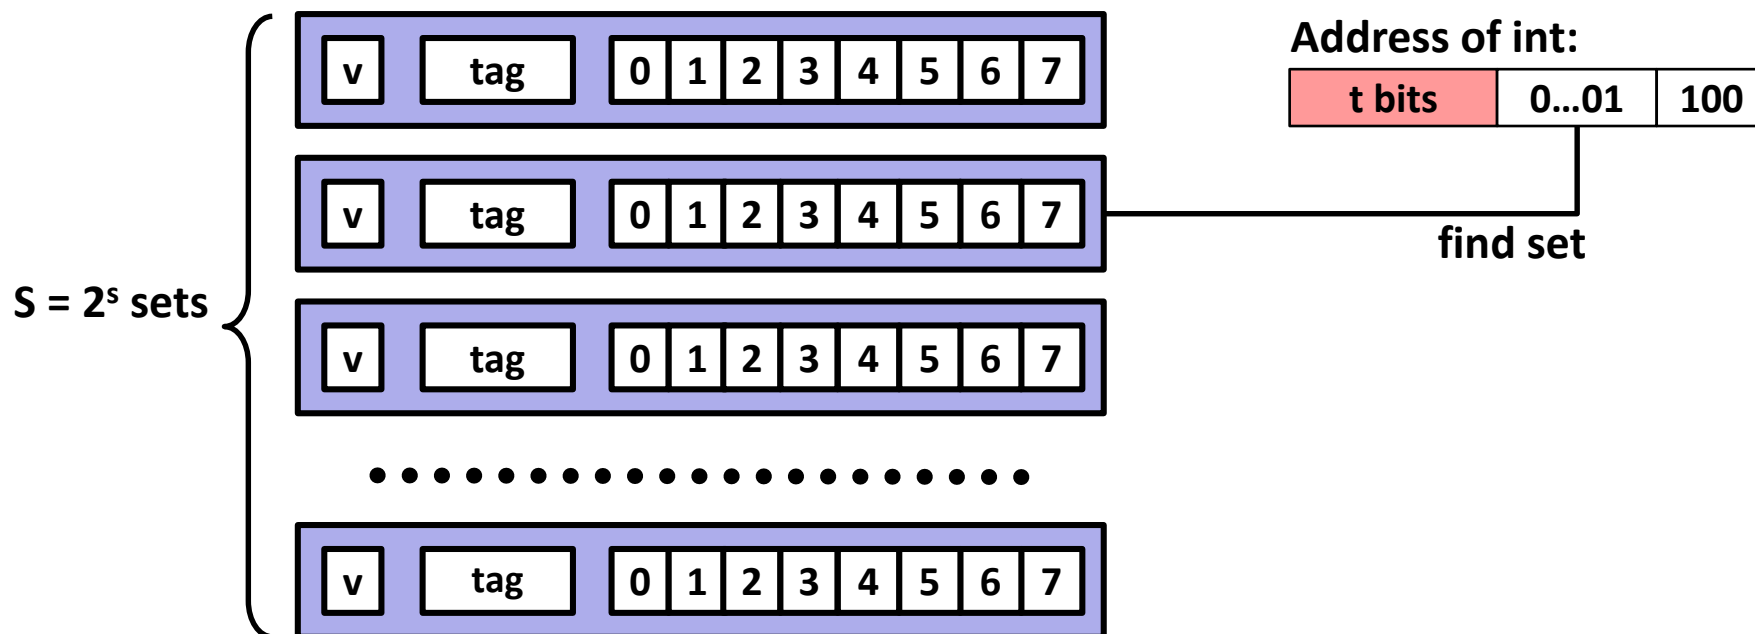 v tag 0 1 2 3 4 5 6 7
Address of int:
t bits 0...01 100
v tag 0 1 2 3 4 5 6 7
find set
S = 2ˢ sets
v tag 0 1 2 3 4 5 6 7
v tag 0 1 2 3 4 5 6 7